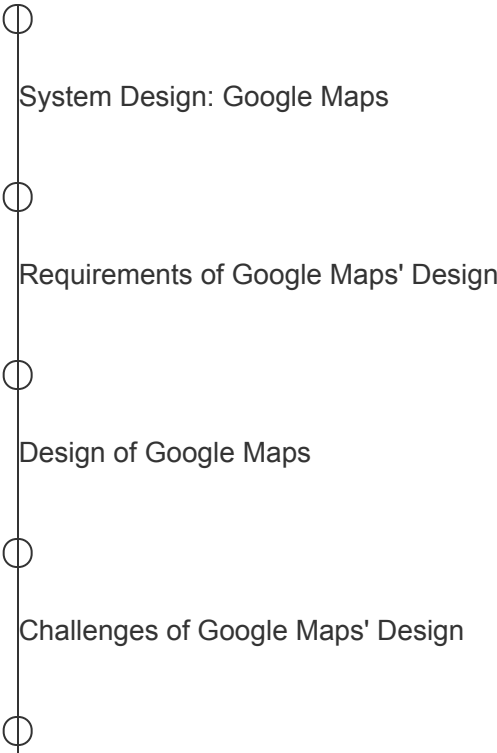 System Design: Google Maps
Requirements of Google Maps' Design
Design of Google Maps
Challenges of Google Maps' Design